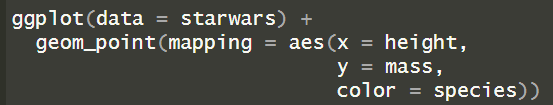 ggplot(data = starwars) +
  geom_point(mapping = aes(x = height,
                           y = mass,
                           color = species))